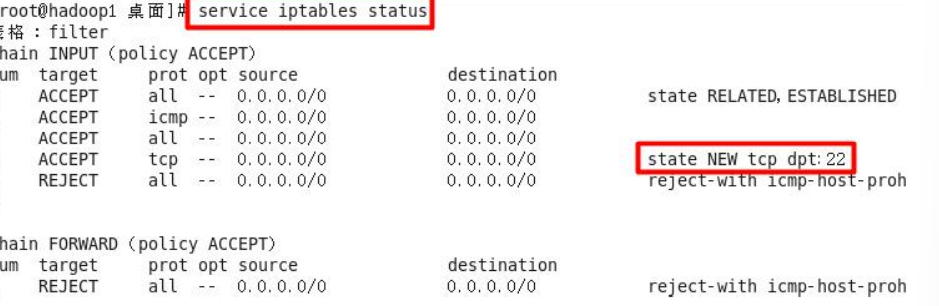 root@hadoop1 桌面]# service iptables status
格：filter
hain INPUT (policy ACCEPT)
um target prot opt source destination
ACCEPT all -- 0.0.0.0/0 0.0.0.0/0 state RELATED,ESTABLISHED
ACCEPT icmp -- 0.0.0.0/0 0.0.0.0/0
ACCEPT all -- 0.0.0.0/0 0.0.0.0/0
ACCEPT tcp -- 0.0.0.0/0 0.0.0.0/0 state NEW tcp dpt:22
REJECT all -- 0.0.0.0/0 0.0.0.0/0 reject-with icmp-host-proh
hain FORWARD (policy ACCEPT)
um target prot opt source destination
REJECT all -- 0.0.0.0/0 0.0.0.0/0 reject-with icmp-host-proh